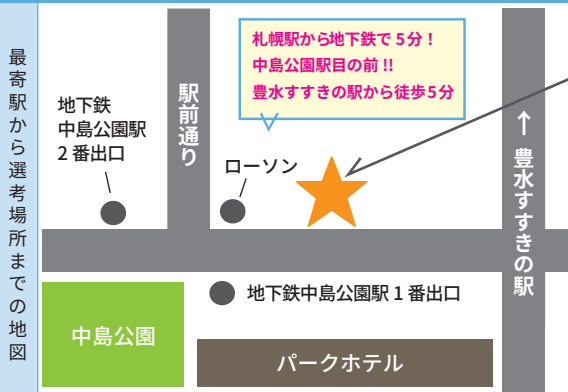 最寄駅から選考場所までの地図
札幌駅から地下鉄で5分！
中島公園駅目の前!!
豊水すすきの駅から徒歩5分
地下鉄
中島公園駅
2番出口
駅前通り
ローソン
↑ 豊水すすきの駅
地下鉄中島公園駅1番出口
中島公園
パークホテル